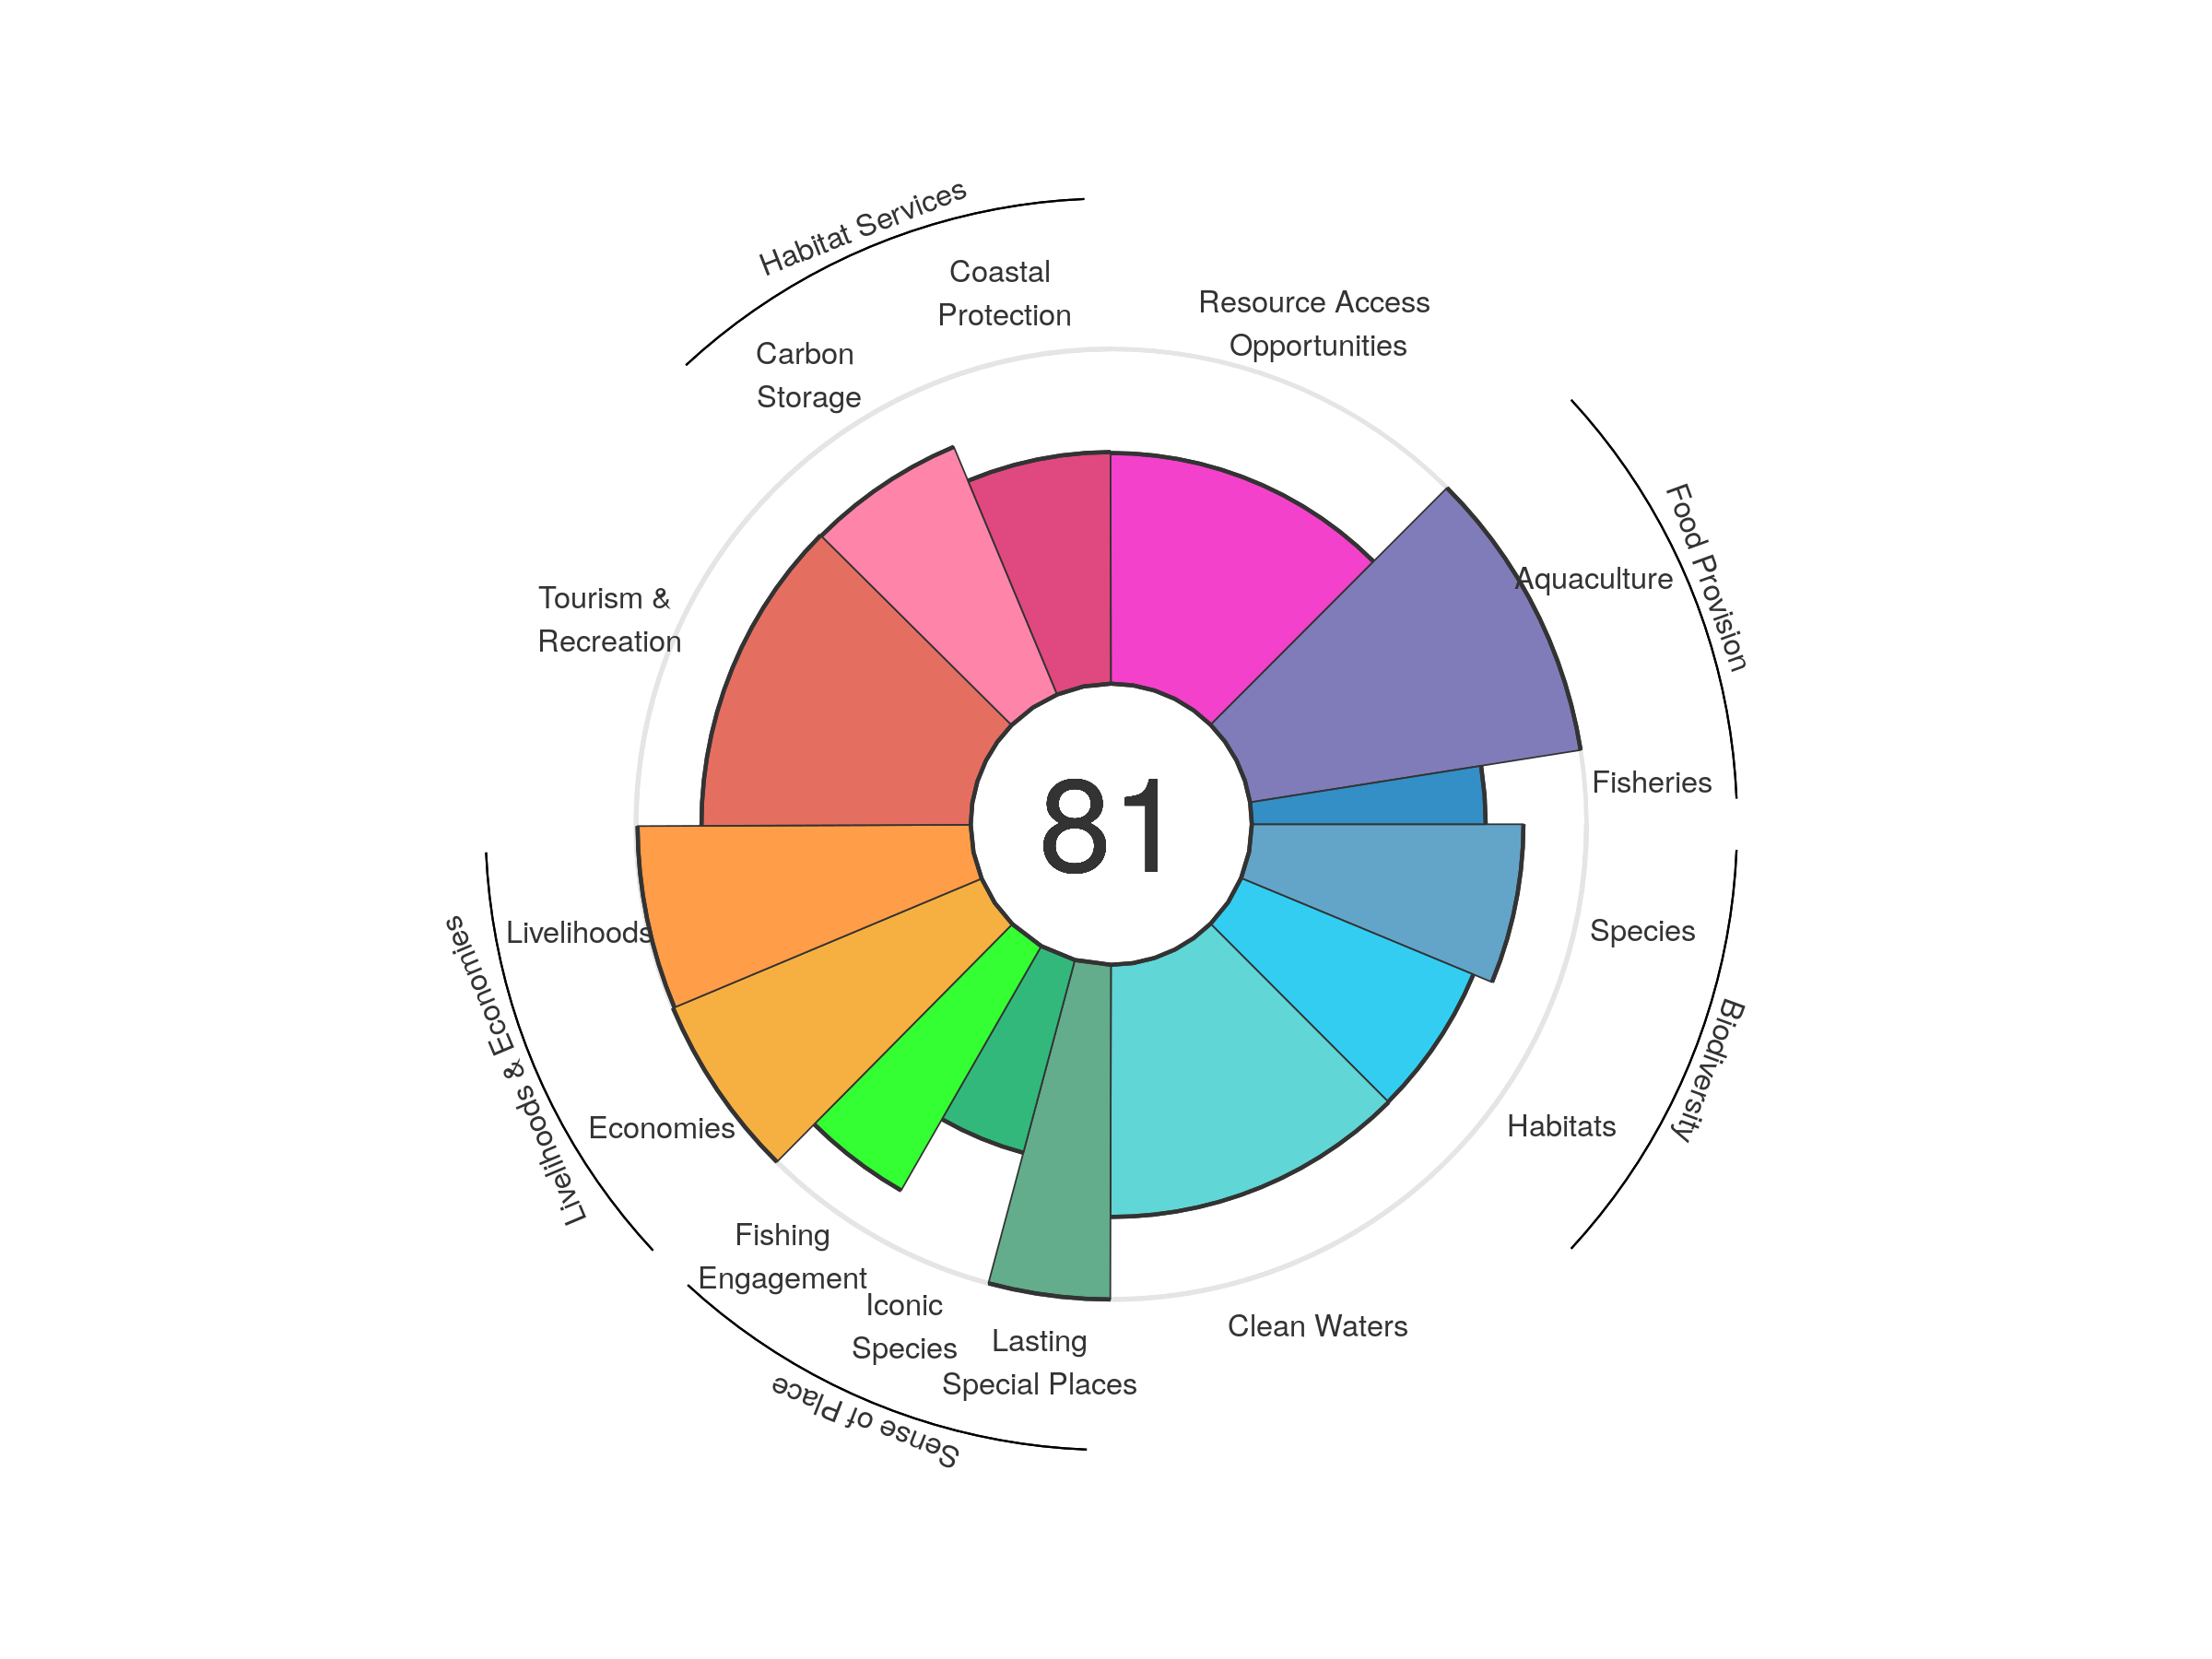 Habitat Services
Coastal
Protection
Resource Access
Opportunities
Carbon
Storage
Food Provision
Aquaculture
Tourism &
Recreation
Fisheries
81
Livelihoods
Species
Livelihoods & Economies
Biodiversity
Economies
Habitats
Fishing
Engagement
Iconic
Species
Lasting
Special Places
Clean Waters
Sense of Place